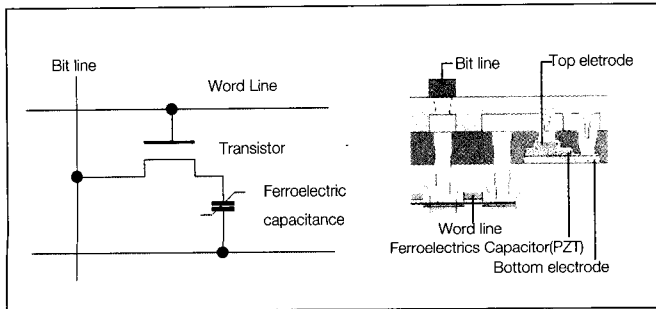 Bit line
Word Line
Transistor
Ferroelectric
capacitance
Bit line
Top eletrode
Word line
Ferroelectrics Capacitor(PZT)
Bottom electrode